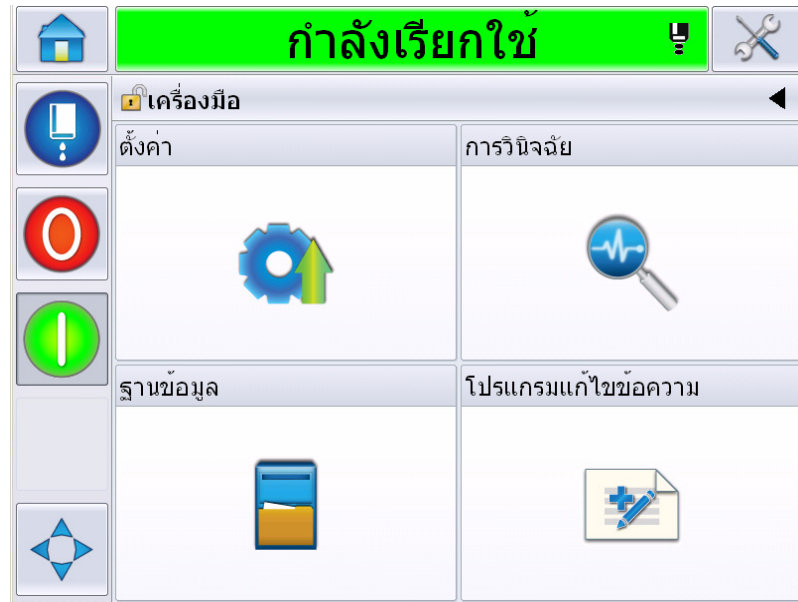 กำลังเรียกใช้
เครื่องมือ
ตั้งค่า
การวินิจฉัย
ฐานข้อมูล
โปรแกรมแก้ไขข้อความ